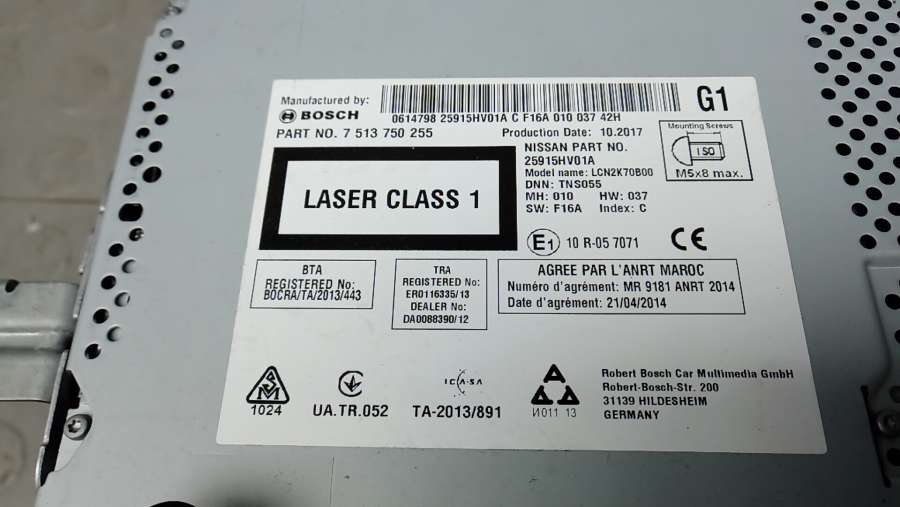 Manufactured by:
BOSCH
0614798 25915HV01A C F16A 010 037 42H
G1
PART NO. 7 513 750 255
Production Date: 10.2017
NISSAN PART NO.
25915HV01A
Model name: LCN2K70B00
DNN: TNS055
MH: 010 HW: 037
SW: F16A Index: C
Mounting Screws
ISO
M5x8 max.
LASER CLASS 1
E1 10 R-05 7071
CE
BTA
REGISTERED No:
BOCRA/TA/2013/443
TRA
REGISTERED No:
ER0116335/13
DEALER No:
DA0088390/12
AGREE PAR L'ANRT MAROC
Numéro d'agrément: MR 9181 ANRT 2014
Date d'agrément: 21/04/2014
1024
UA.TR.052
ICASA
TA-2013/891
И011 13
Robert Bosch Car Multimedia GmbH
Robert-Bosch-Str. 200
31139 HILDESHEIM
GERMANY